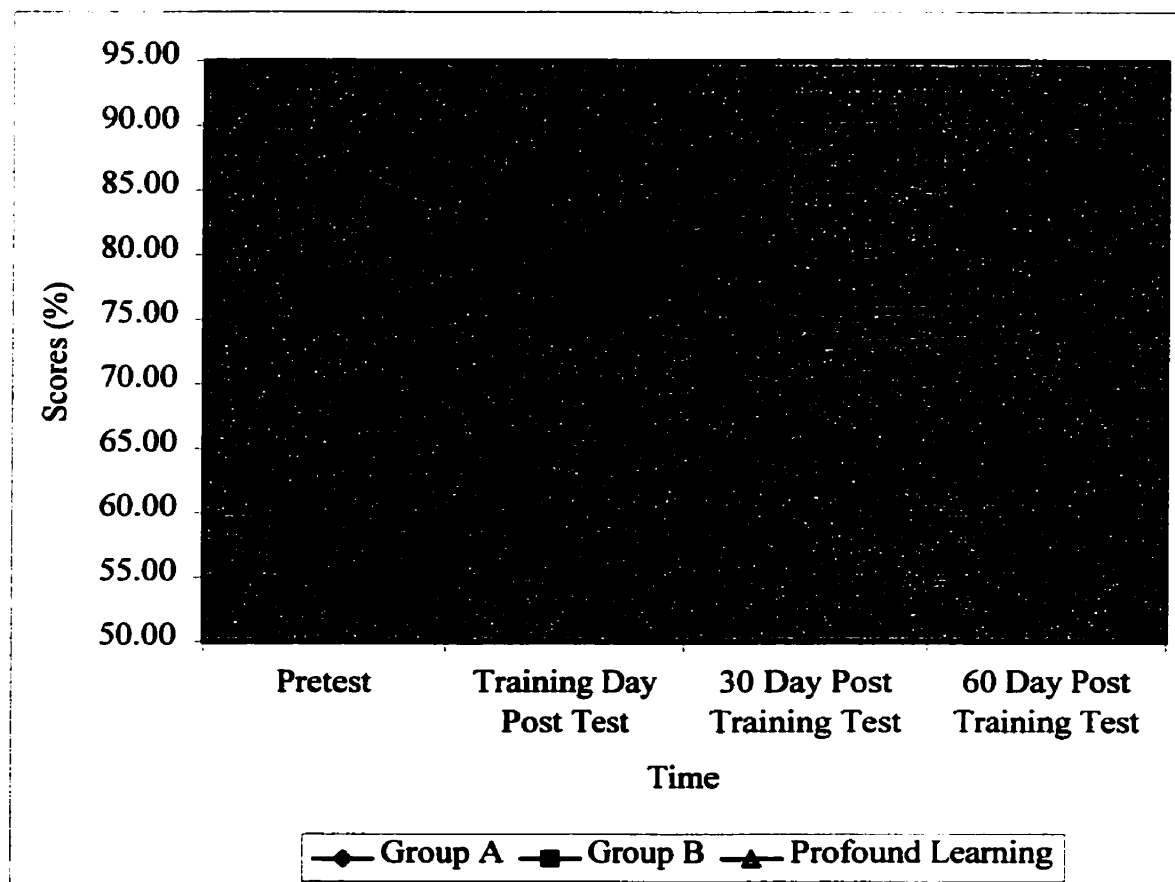 95.00
90.00
85.00
80.00
75.00
70.00
65.00
60.00
55.00
50.00
Scores (%)
Pretest
Training Day
Post Test
30 Day Post
Training Test
60 Day Post
Training Test
Time
Group A Group B Profound Learning